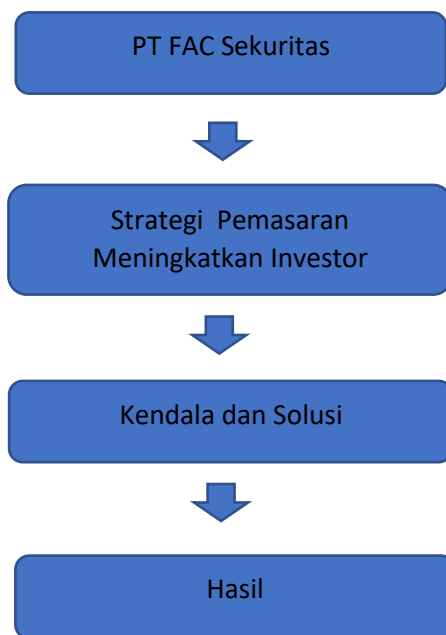 PT FAC Sekuritas
Strategi Pemasaran
Meningkatkan Investor
Kendala dan Solusi
Hasil